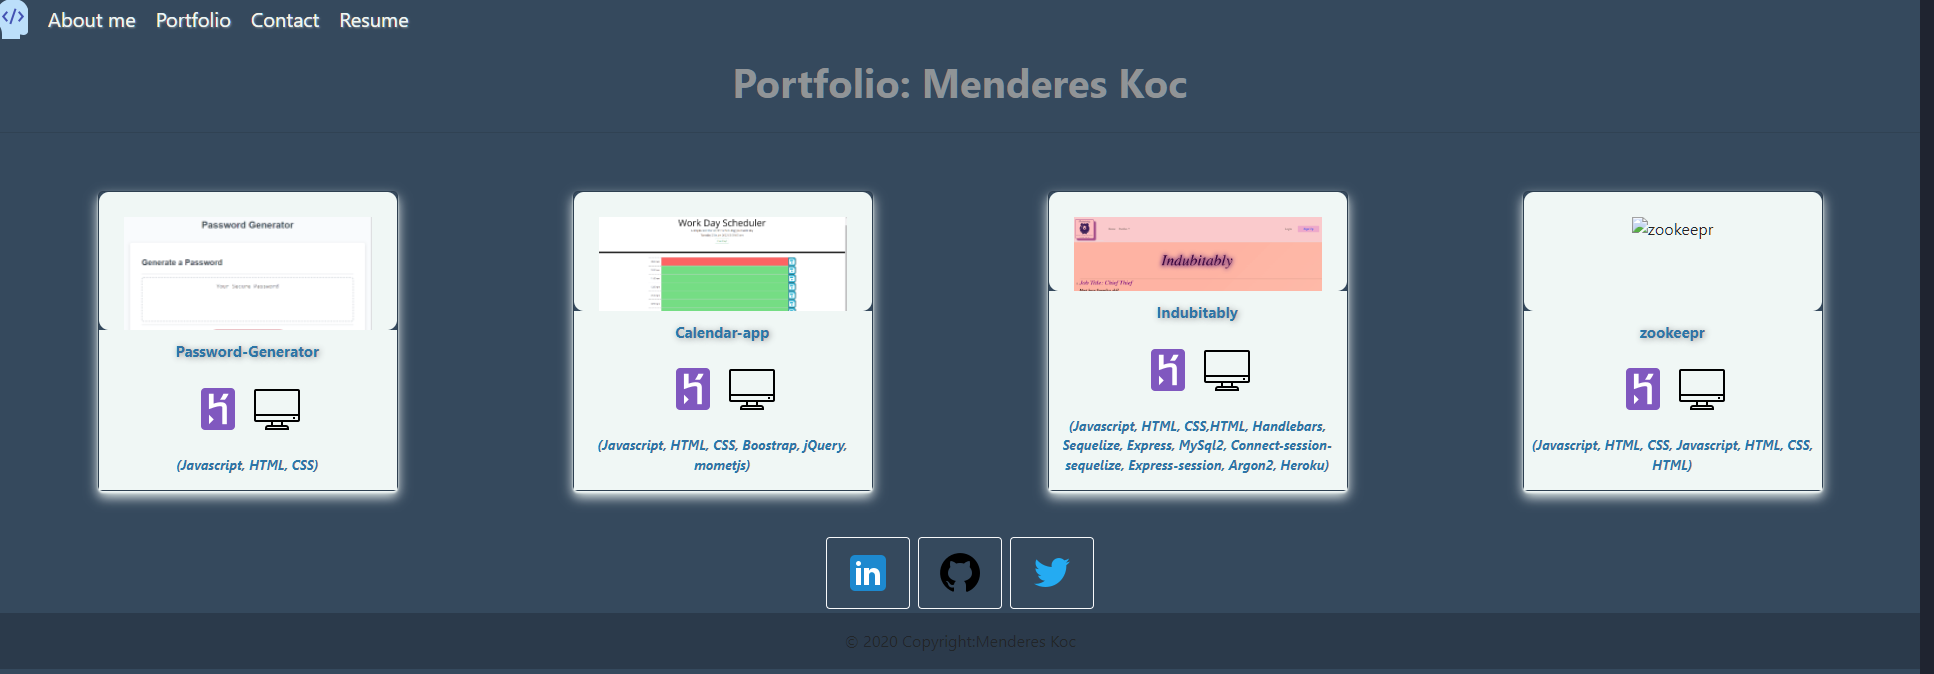 About me Portfolio Contact Resume
Portfolio: Menderes Koc
Password Generator
Generate a Password
Your Secure Password
Password-Generator
(Javascript, HTML, CSS)
Work Day Scheduler
Calendar-app
(Javascript, HTML, CSS, Boostrap, jQuery,
mometjs)
Indubitably
Job Title: Chief Thief
Indubitably
(Javascript, HTML, CSS,HTML, Handlebars,
Sequelize, Express, MySql2, Connect-session-
sequelize, Express-session, Argon2, Heroku)
zookeepr
zookeepr
(Javascript, HTML, CSS, Javascript, HTML, CSS,
HTML)
in
© 2020 Copyright:Menderes Koc